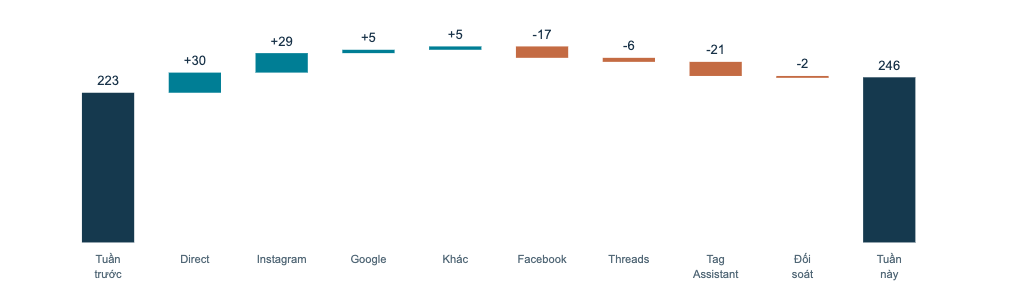 223
+30
+29
+5
+5
-17
-6
-21
-2
246
Tuần
trước
Direct
Instagram
Google
Khác
Facebook
Threads
Tag
Assistant
Đối
soát
Tuần
này